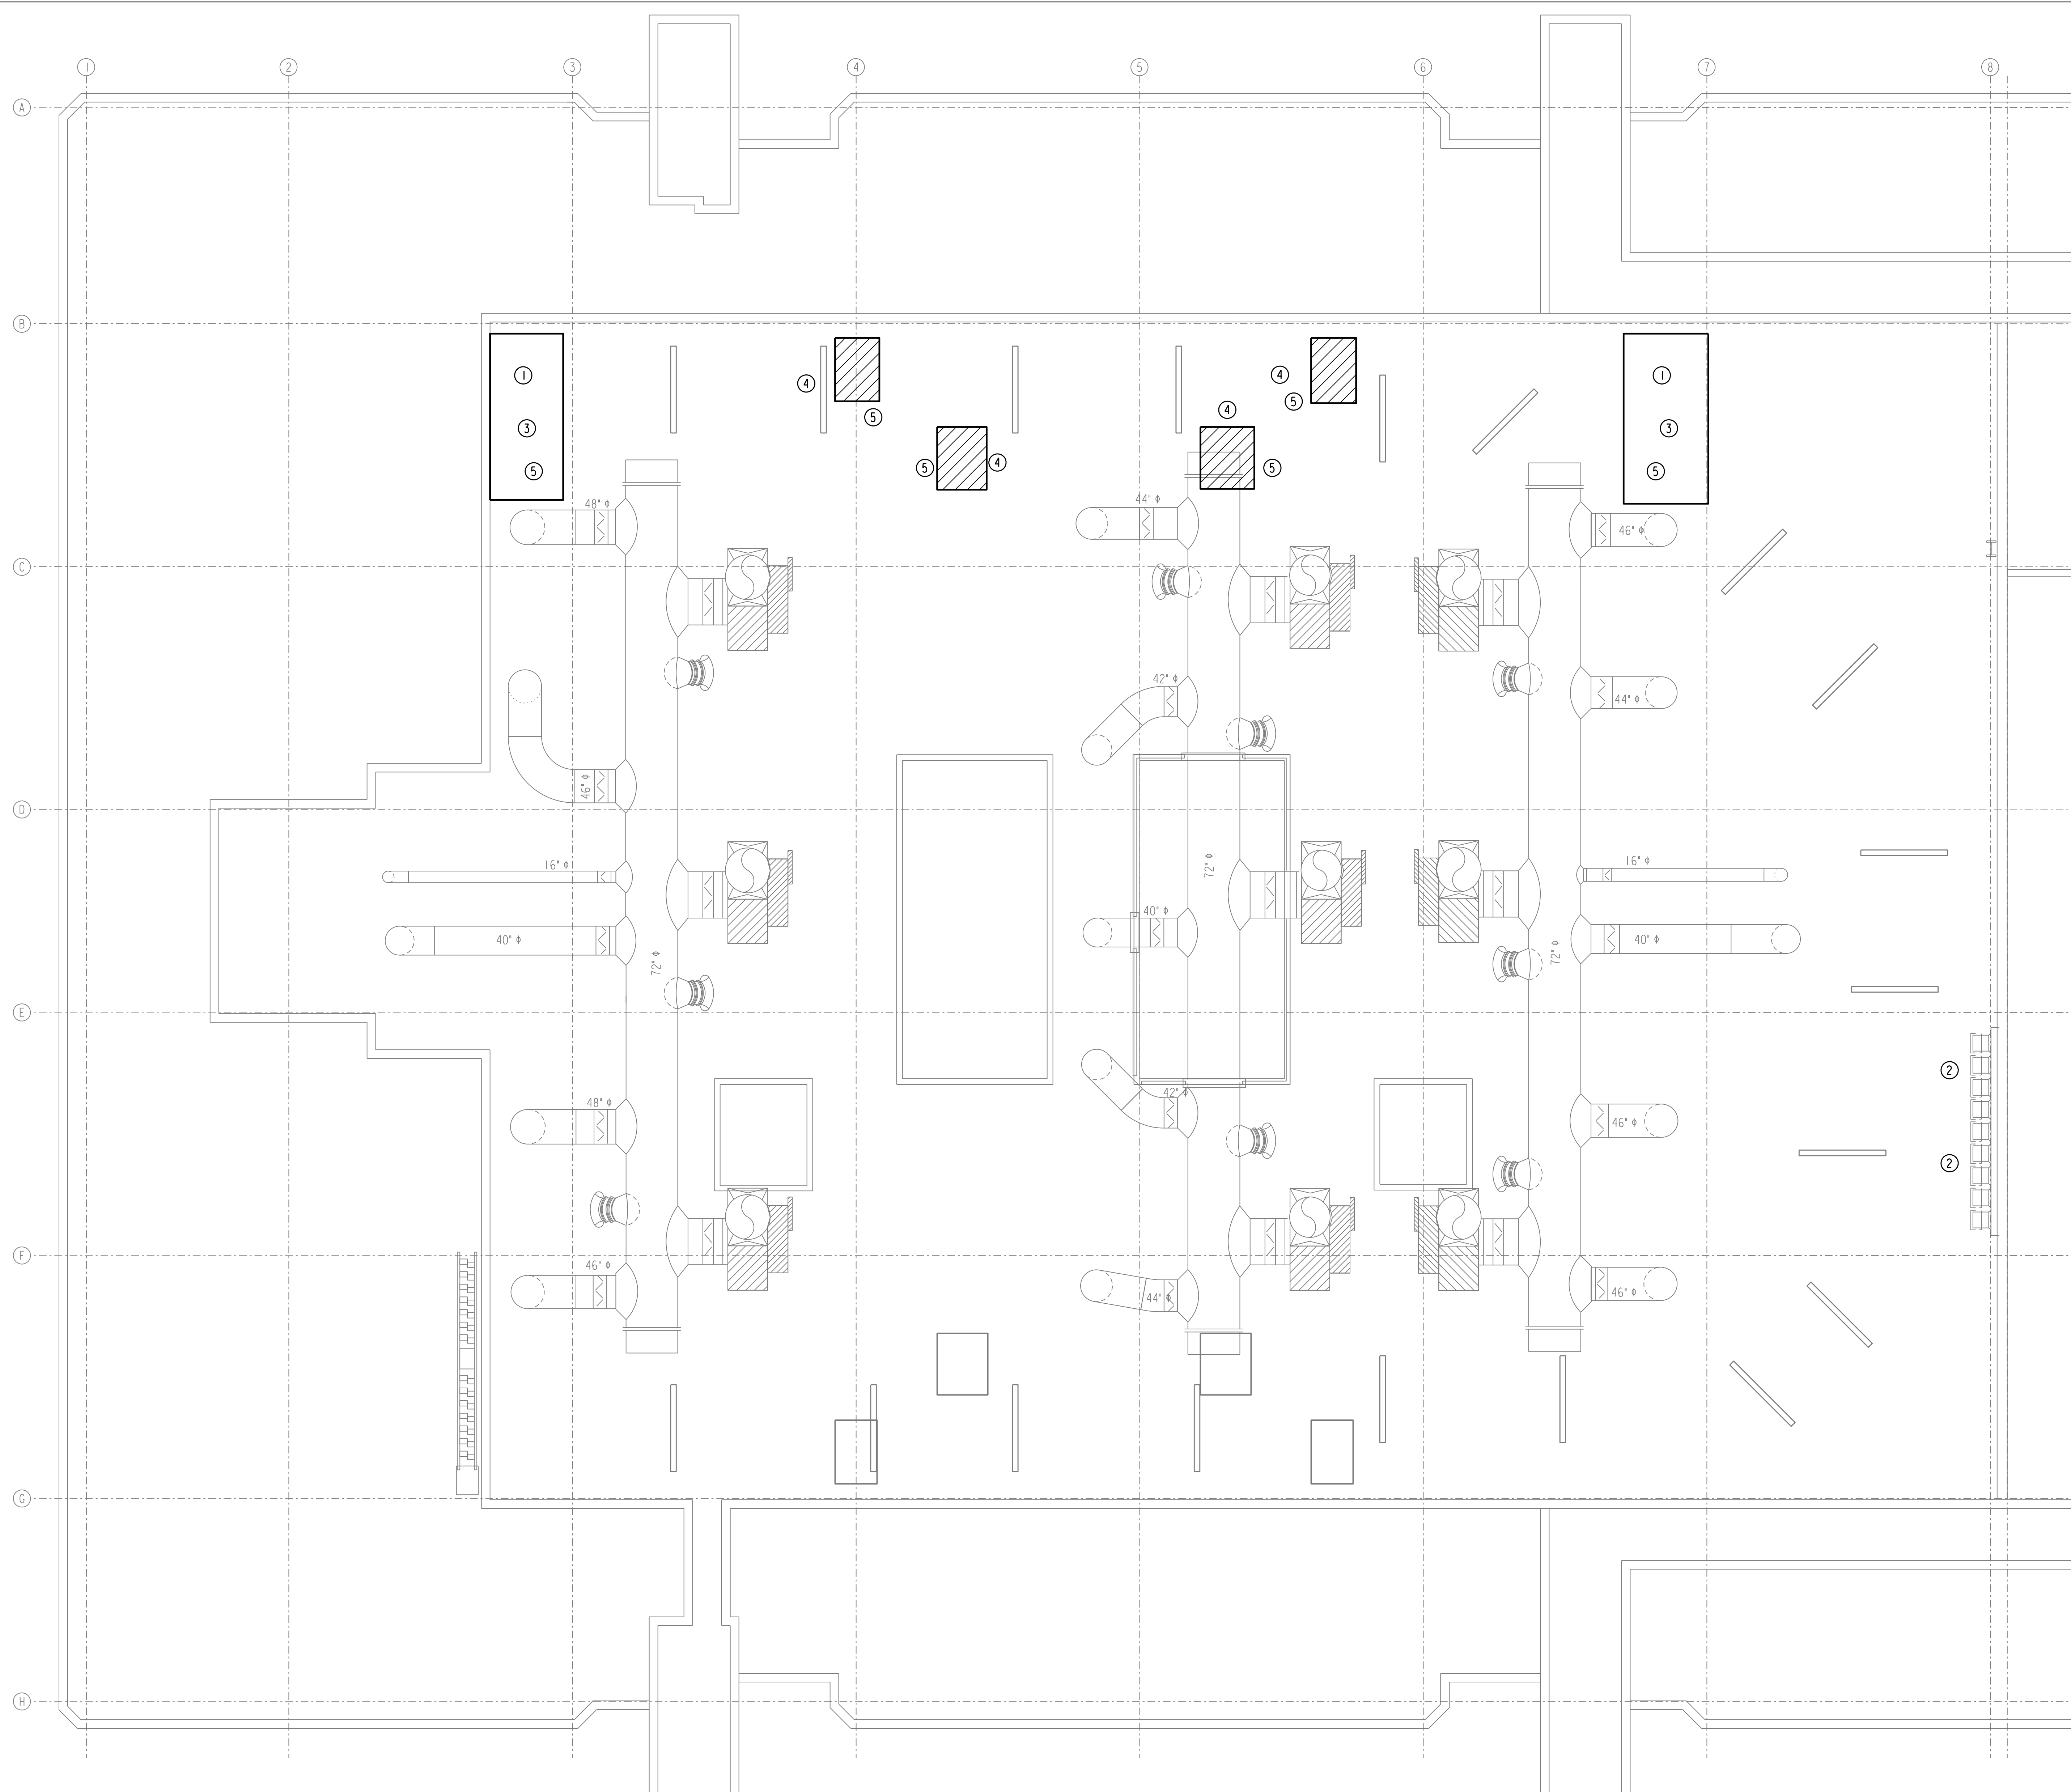 1 2 3 4 5 6 7 8
A
B
1 4 5 4 5 1
3 4 3
5 5 4 5 5
48" Φ 44" Φ 46" Φ
C
42" Φ 44" Φ
46" Φ
D
16" Φ 72" Φ 16" Φ
40" Φ 40" Φ 40" Φ
72" Φ 72" Φ
E
2
48" Φ 42" Φ 46" Φ
2
F
46" Φ 44" Φ 46" Φ
G
H